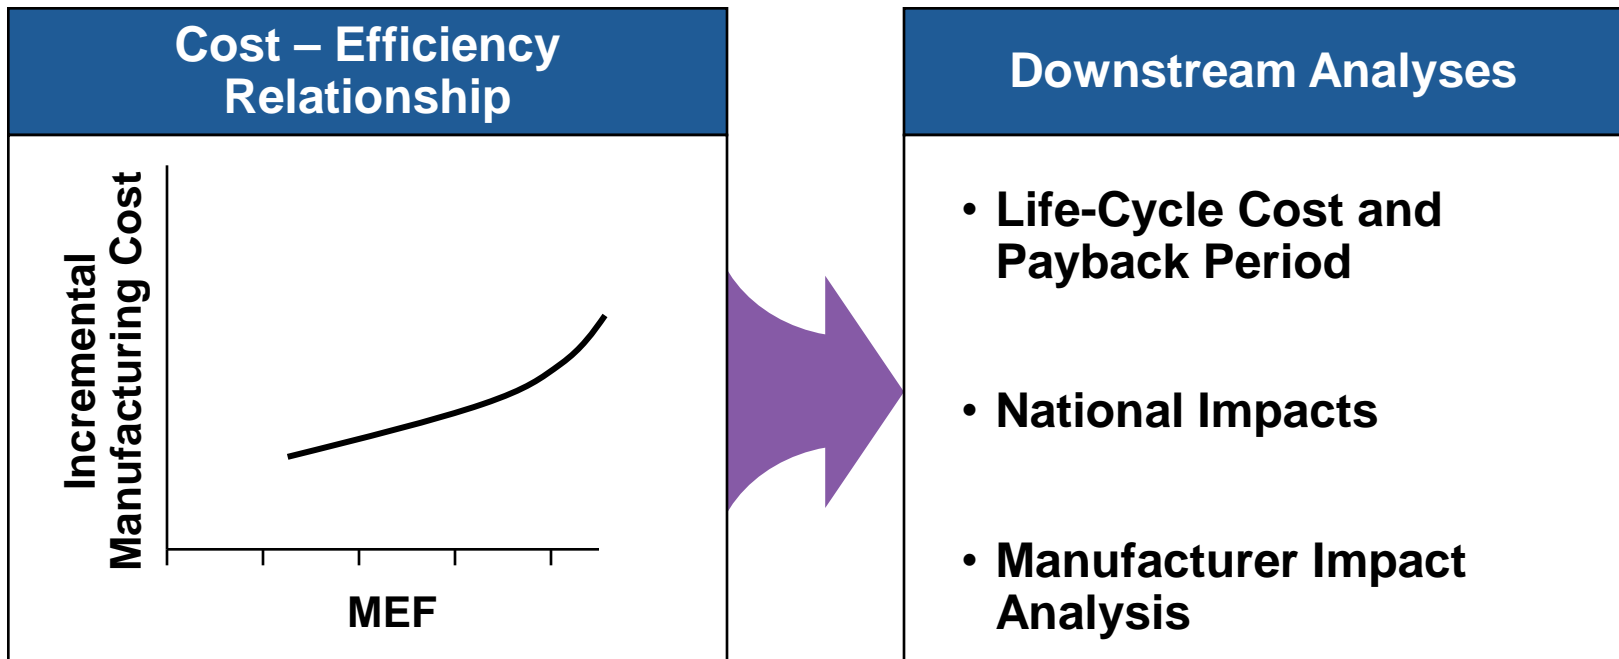 Cost – Efficiency
Relationship
Incremental
Manufacturing Cost
MEF
Downstream Analyses
• Life-Cycle Cost and
Payback Period
• National Impacts
• Manufacturer Impact
Analysis